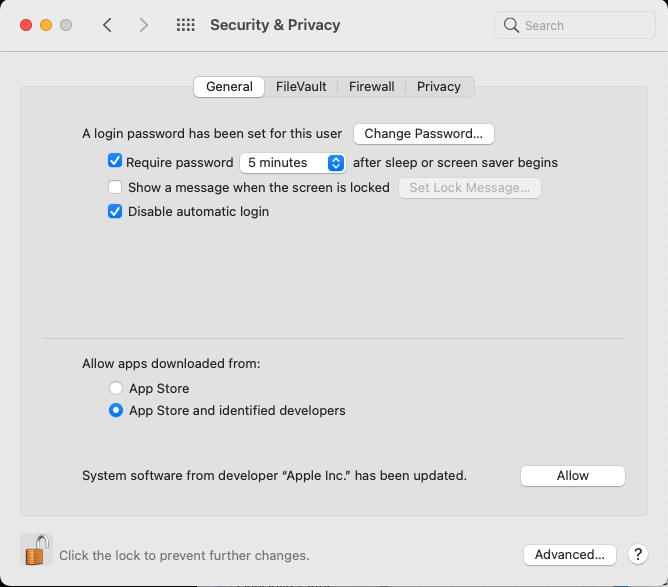 Security & Privacy
Search
General FileVault Firewall Privacy
A login password has been set for this user Change Password...
Require password 5 minutes after sleep or screen saver begins
Show a message when the screen is locked Set Lock Message...
Disable automatic login
Allow apps downloaded from:
App Store
App Store and identified developers
System software from developer “Apple Inc.” has been updated. Allow
Click the lock to prevent further changes. Advanced... ?